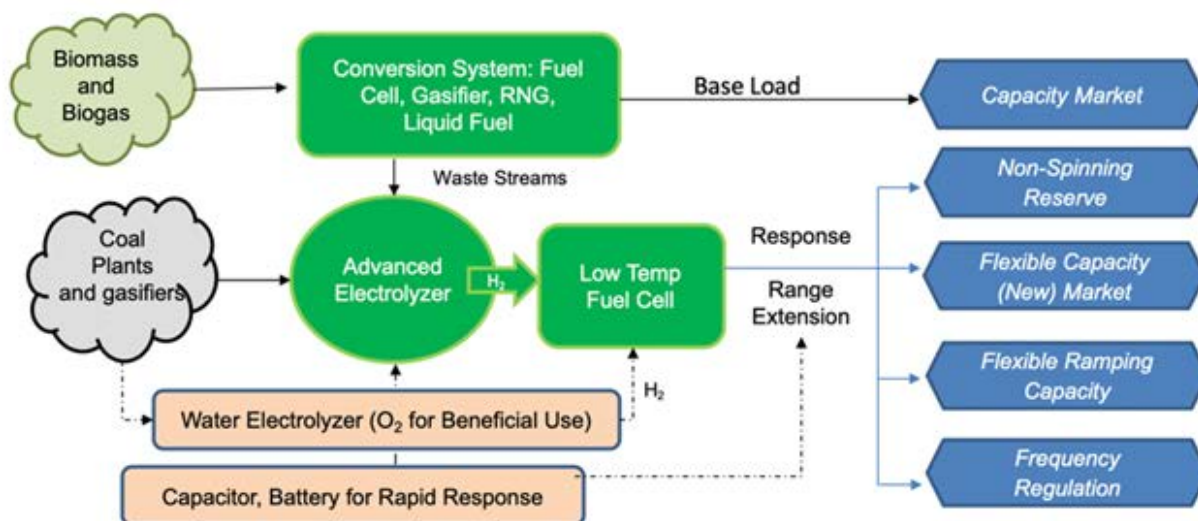 Biomass
and
Biogas
Conversion System: Fuel
Cell, Gasifier, RNG,
Liquid Fuel
Base Load
Capacity Market
Waste Streams
Non-Spinning
Reserve
Coal
Plants
and gasifiers
Advanced
Electrolyzer
H₂
Low Temp
Fuel Cell
Response
Range
Extension
Flexible Capacity
(New) Market
Flexible Ramping
Capacity
H₂
Water Electrolyzer (O₂ for Beneficial Use)
Capacitor, Battery for Rapid Response
Frequency
Regulation